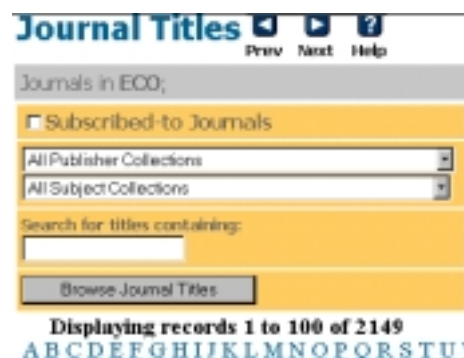 Journal Titles
Prev Next Help
Journals in ECO;
Subscribed-to Journals
All Publisher Collections
All Subject Collections
Search for titles containing:
Browse Journal Titles
Displaying records 1 to 100 of 2149
A B C D E F G H I J K L M N O P Q R S T U